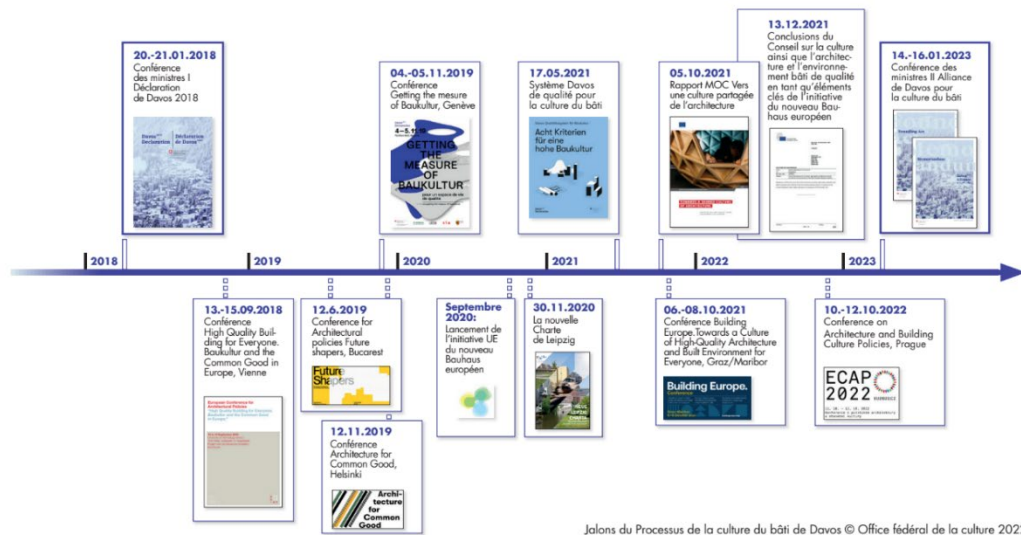 20.-21.01.2018
Conférence
des ministres I
Déclaration
de Davos 2018
Davos
Declaration
Déclaration
de Davos
04.-05.11.2019
Conférence
Getting the mesure
of Baukultur, Genève
4–5.11.19
GETTING
THE
MEASURE
OF
BAUKULTUR
17.05.2021
Système Davos
de qualité pour
la culture du bâti
Acht Kriterien
für eine
hohe Baukultur
05.10.2021
Rapport MOC Vers
une culture partagée
de l'architecture
13.12.2021
Conclusions du
Conseil sur la culture
ainsi que l'architec-
ture et l'environne-
ment bâti de qualité
en tant qu'éléments
clés de l'initiative
du nouveau Bau-
haus européen
14.-16.01.2023
Conférence des
ministres II Alliance
de Davos pour
la culture du bâti
2018
2019
2020
2021
2022
2023
13.-15.09.2018
Conférence
High Quality Buil-
ding for Everyone.
Baukultur and the
Common Good in
Europe, Vienne
12.6.2019
Conference for
Architectural
policies Future
shapers, Bucarest
Future
Shapers
12.11.2019
Conférence
Architecture for
Common Good,
Helsinki
Archi-
tecture
for
Common
Good
Septembre
2020:
Lancement de
l'initiative UE
du nouveau
Bauhaus
européen
30.11.2020
La nouvelle
Charte
de Leipzig
06.-08.10.2021
Conférence Building
Europe.Towards a Culture
of High-Quality Architecture
and Built Environment for
Everyone, Graz/Maribor
Building Europe.
Conference
10.-12.10.2022
Conference on
Architecture and Building
Culture Policies, Prague
ECAP
2022
Jalons du Processus de la culture du bâti de Davos © Office fédéral de la culture 202